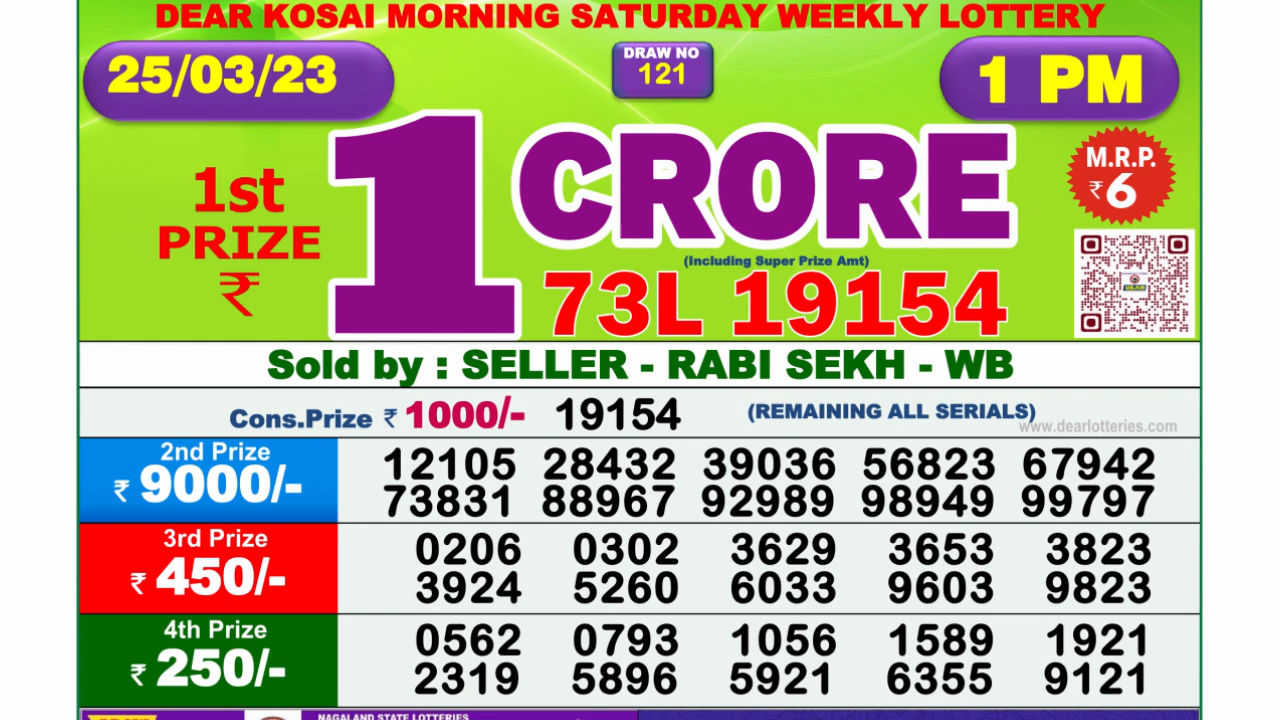 DEAR KOSAI MORNING SATURDAY WEEKLY LOTTERY
25/03/23
DRAW NO
121
1 PM
1st
PRIZE
₹
1 CRORE
(Including Super Prize Amt)
73L 19154
M.R.P.
₹6
Sold by : SELLER - RABI SEKH - WB
Cons.Prize ₹ 1000/- 19154 (REMAINING ALL SERIALS)
www.dearlotteries.com
2nd Prize
₹ 9000/-
12105 28432 39036 56823 67942
73831 88967 92989 98949 99797
3rd Prize
₹ 450/-
0206 0302 3629 3653 3823
3924 5260 6033 9603 9823
4th Prize
₹ 250/-
0562 0793 1056 1589 1921
2319 5896 5921 6355 9121
NAGALAND STATE LOTTERIES